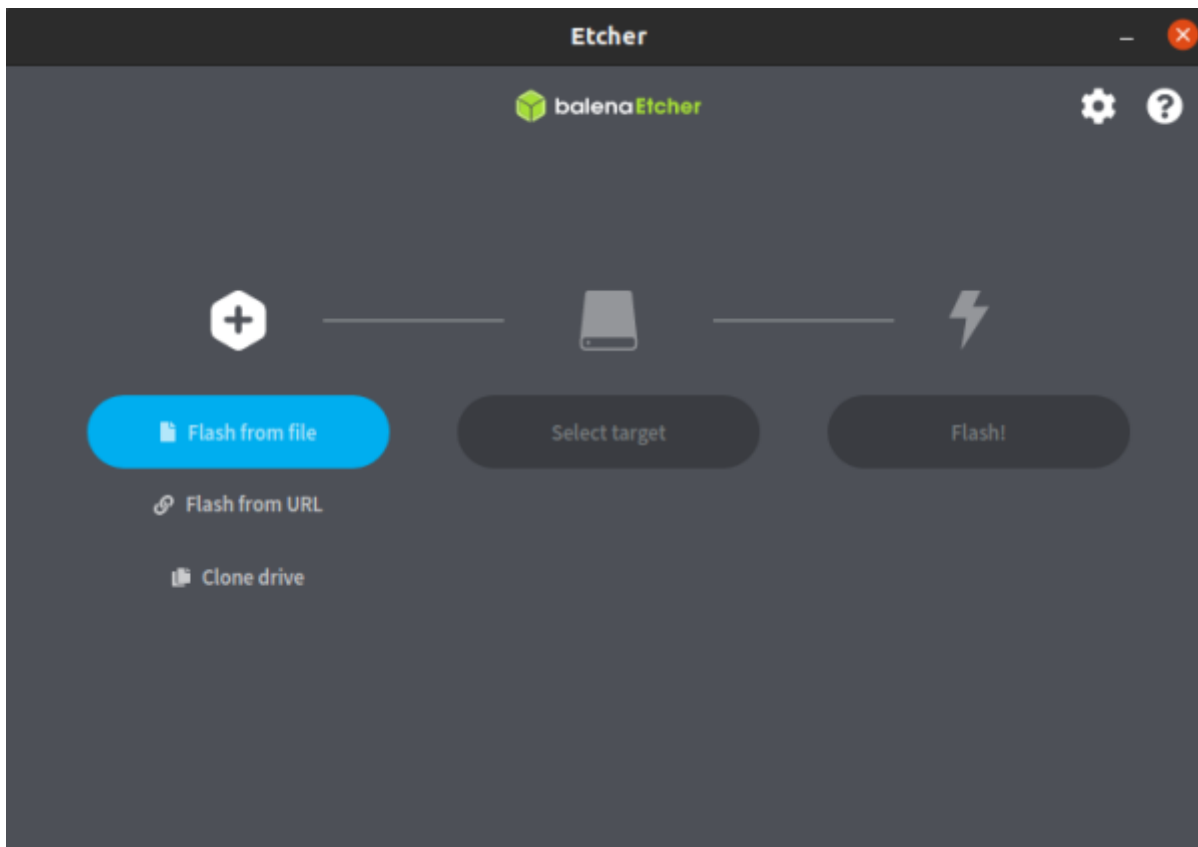 Etcher
balenaEtcher
Flash from file
Select target
Flash!
Flash from URL
Clone drive